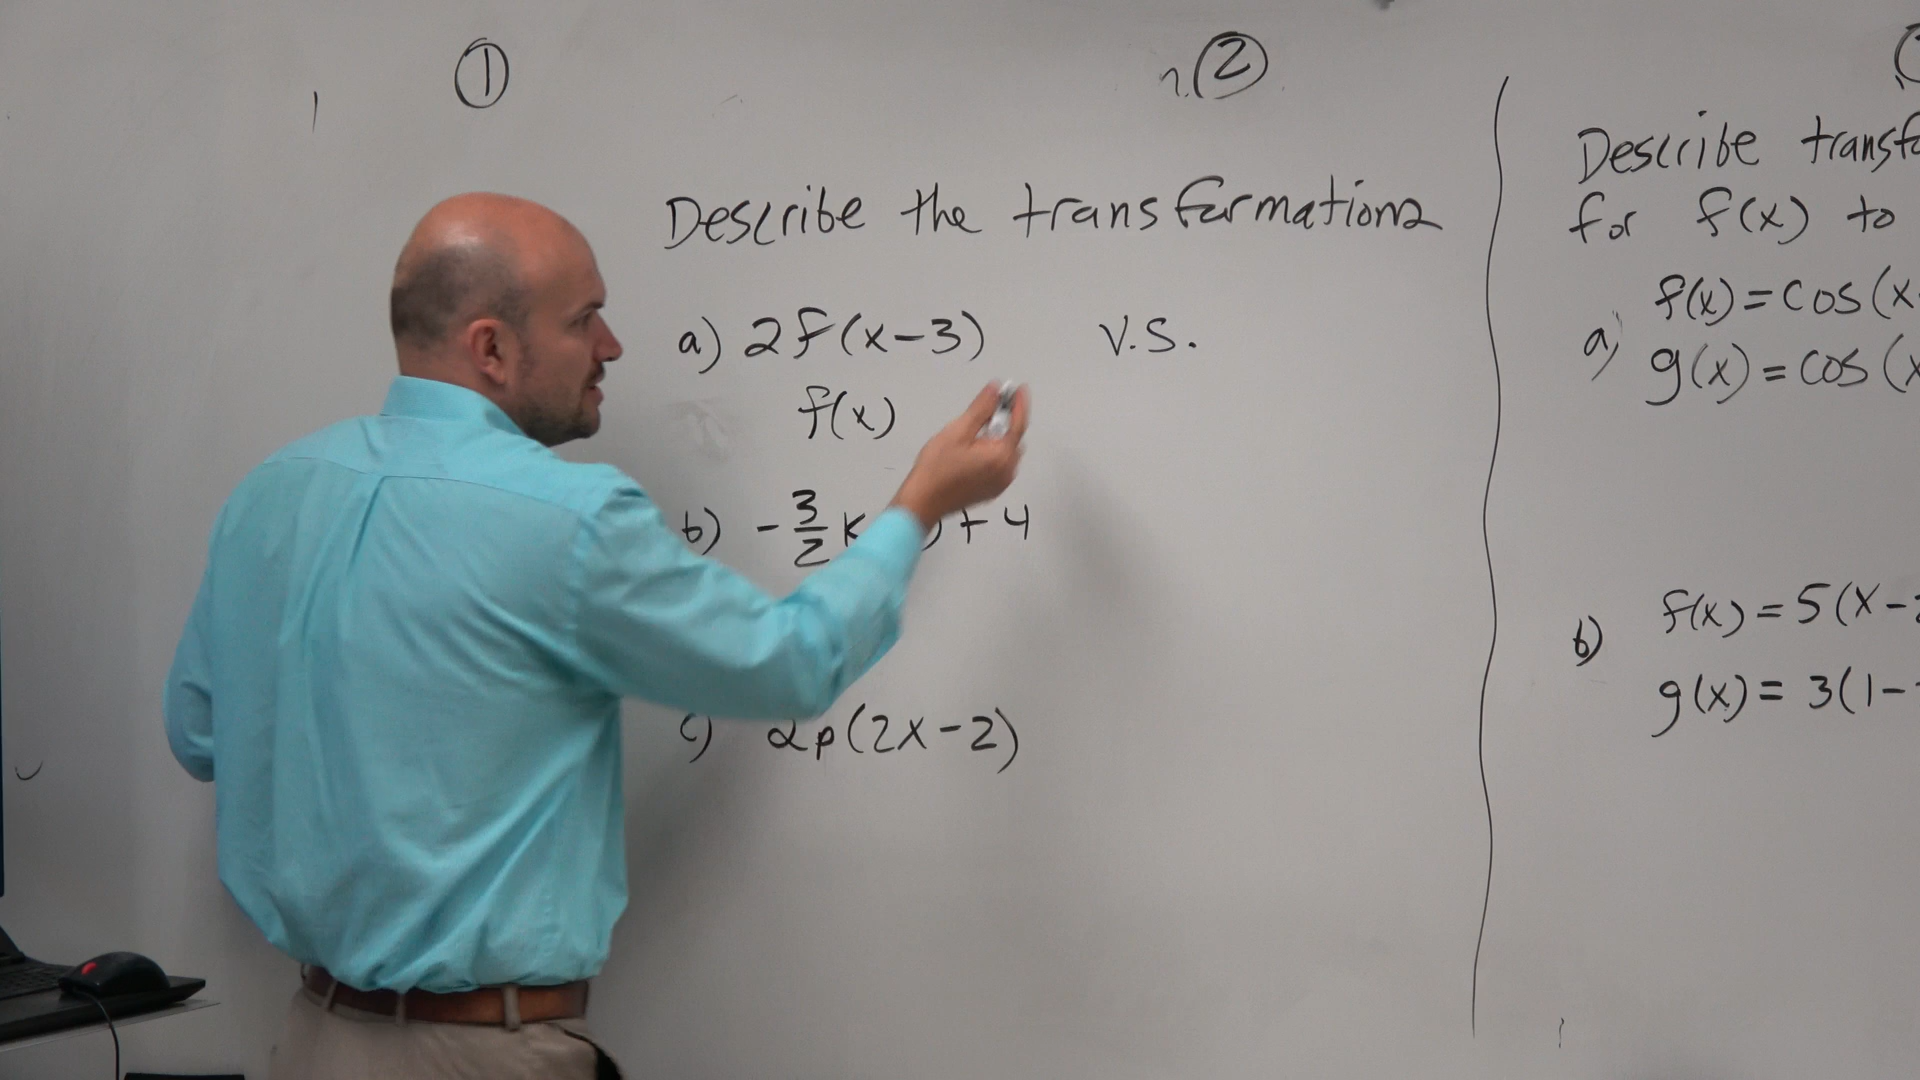 1
2
Describe the transformations
a) 2f(x-3) V.S.
f(x)
b) -3/2 k ) + 4
c) 2p(2x-2)
Describe
for f(x) to
a) f(x) = cos(x
g(x) = cos(x
b) f(x) = 5(x-
g(x) = 3(1-